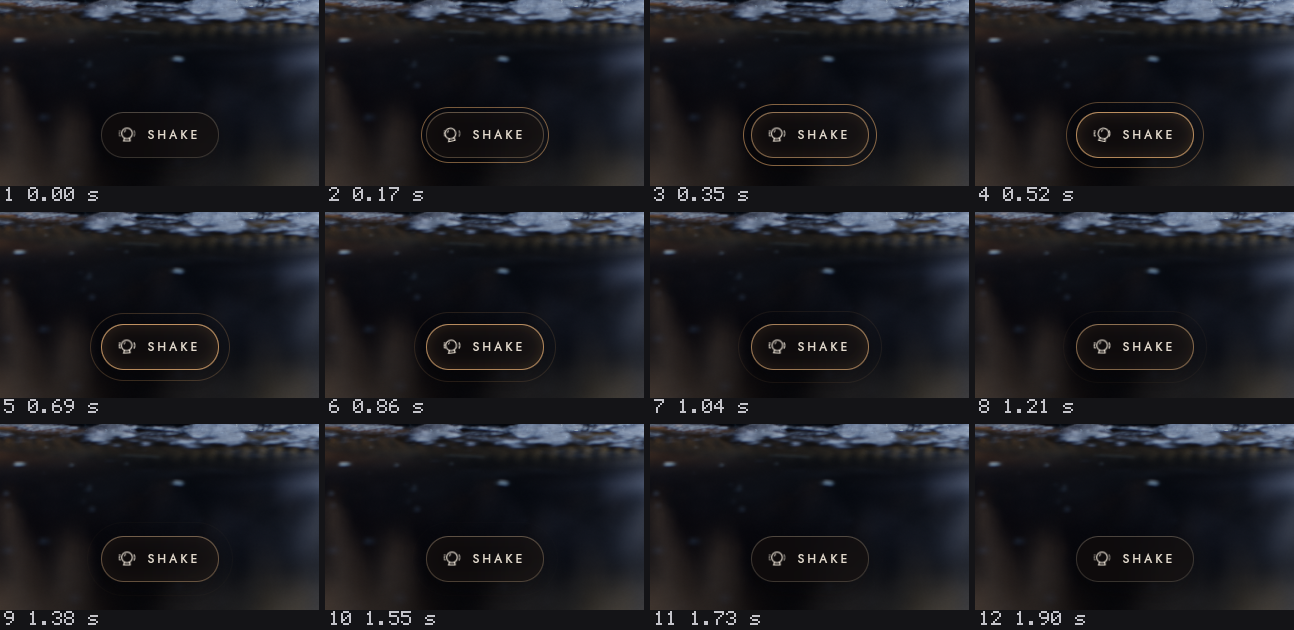 SHAKE SHAKE SHAKE SHAKE
1 0.00 s 2 0.17 s 3 0.35 s 4 0.52 s
SHAKE SHAKE SHAKE SHAKE
5 0.69 s 6 0.86 s 7 1.04 s 8 1.21 s
SHAKE SHAKE SHAKE SHAKE
9 1.38 s 10 1.55 s 11 1.73 s 12 1.90 s